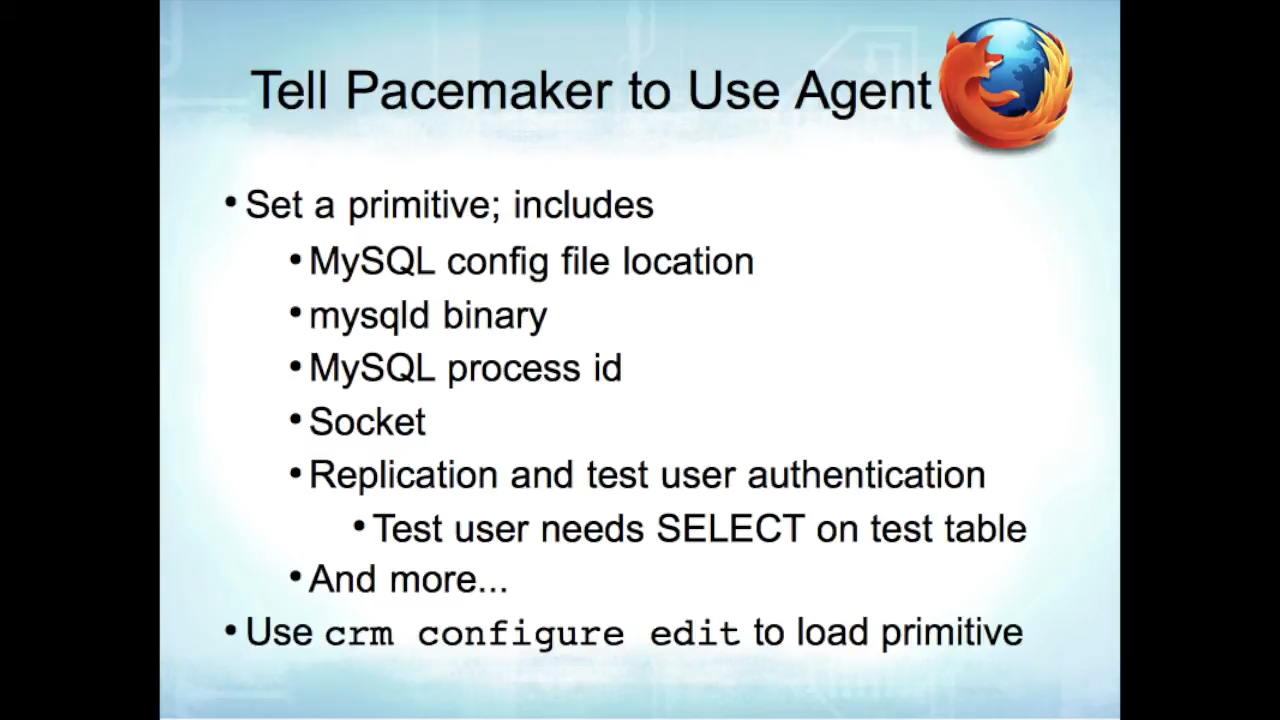 Tell Pacemaker to Use Agent
• Set a primitive; includes
• MySQL config file location
• mysqld binary
• MySQL process id
• Socket
• Replication and test user authentication
• Test user needs SELECT on test table
• And more...
• Use crm configure edit to load primitive